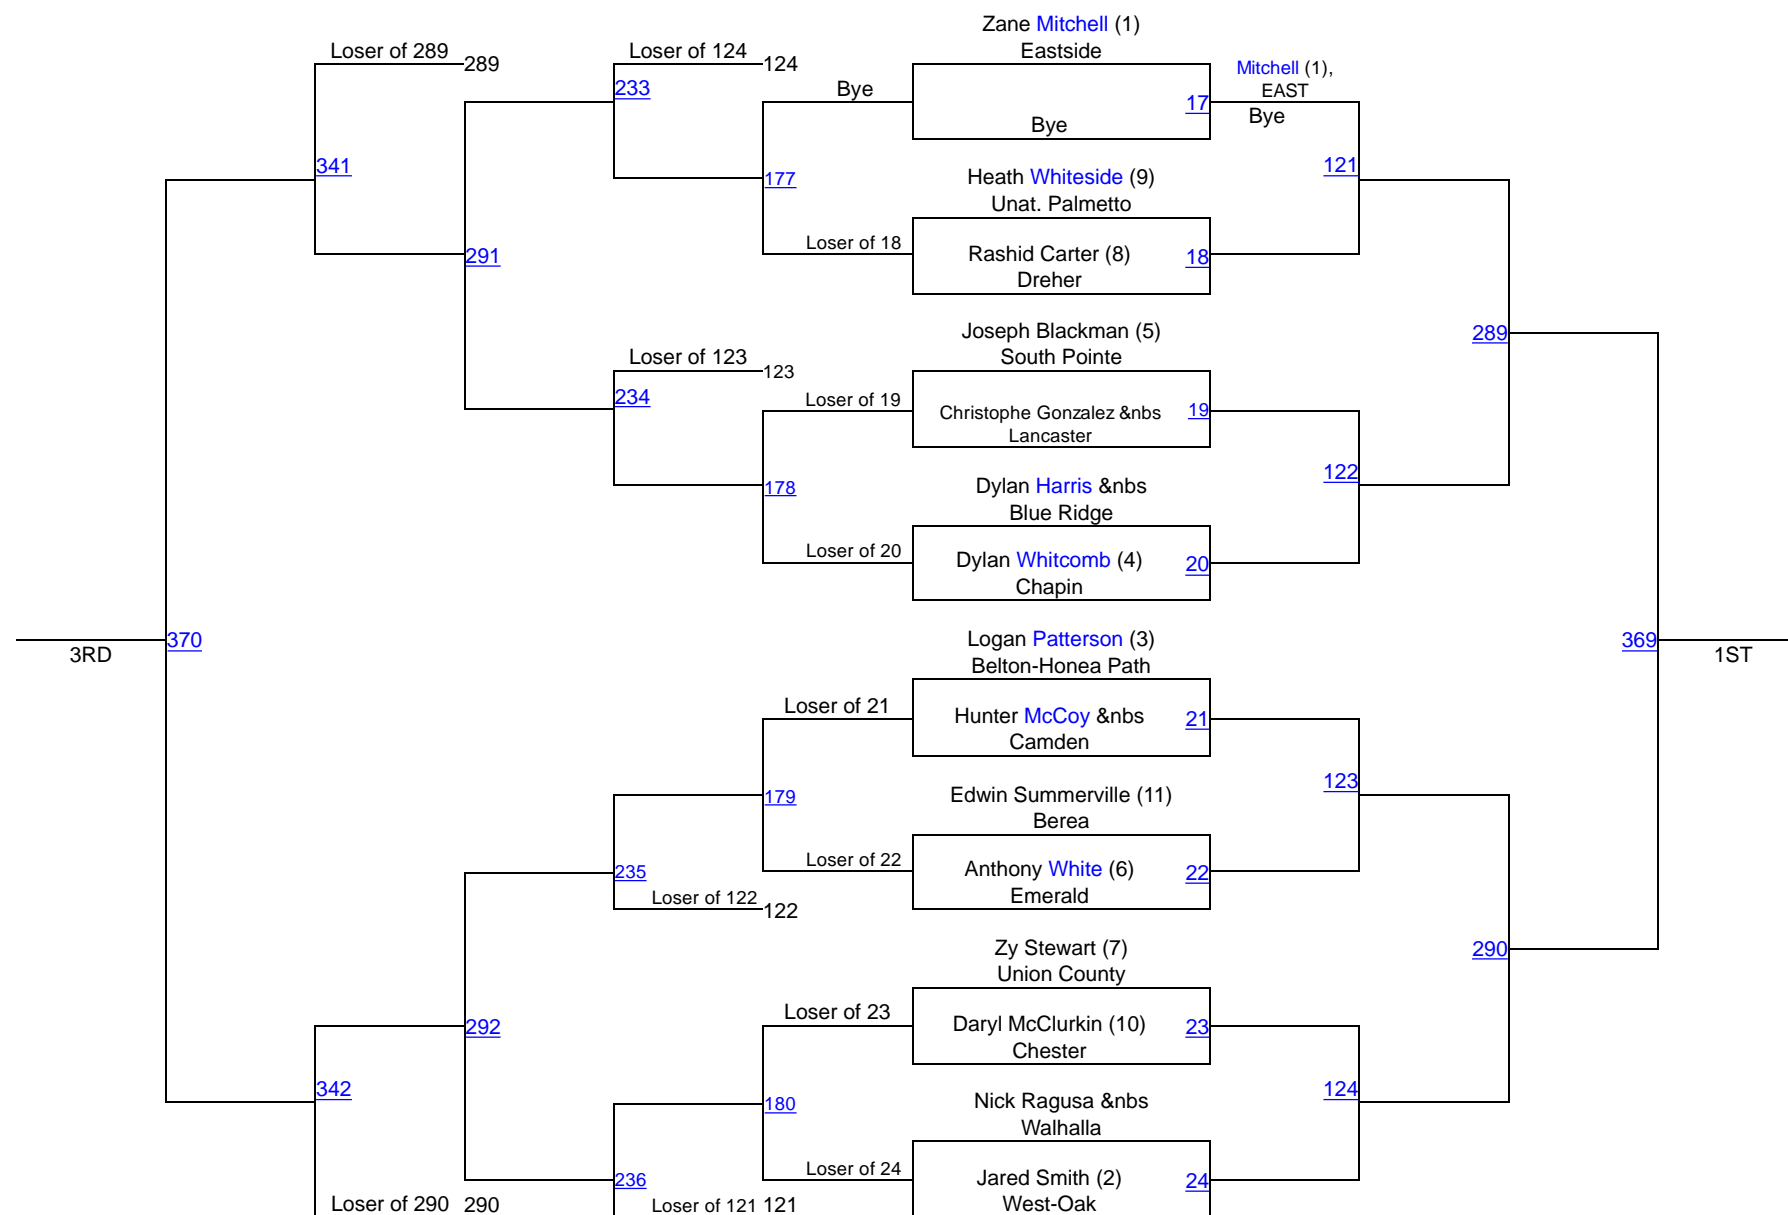 Zane Mitchell (1)
Loser of 289
289
Loser of 124
124
Eastside
Mitchell (1),
EAST
233
Bye
17
Bye
Bye
341
121
177
Heath Whiteside (9)
Unat. Palmetto
Loser of 18
291
Rashid Carter (8)
18
Dreher
Joseph Blackman (5)
289
Loser of 123
123
South Pointe
234
Loser of 19
Christophe Gonzalez &nbs
19
Lancaster
122
178
Dylan Harris &nbs
Blue Ridge
Loser of 20
Dylan Whitcomb (4)
20
Chapin
3RD
370
Logan Patterson (3)
369
1ST
Belton-Honea Path
Loser of 21
Hunter McCoy &nbs
21
Camden
123
179
Edwin Summerville (11)
Berea
Loser of 22
235
Anthony White (6)
22
Loser of 122
122
Emerald
Zy Stewart (7)
290
Union County
Loser of 23
292
Daryl McClurkin (10)
23
Chester
342
124
180
Nick Ragusa &nbs
Walhalla
Loser of 24
236
Jared Smith (2)
24
Loser of 290
290
Loser of 121
121
West-Oak